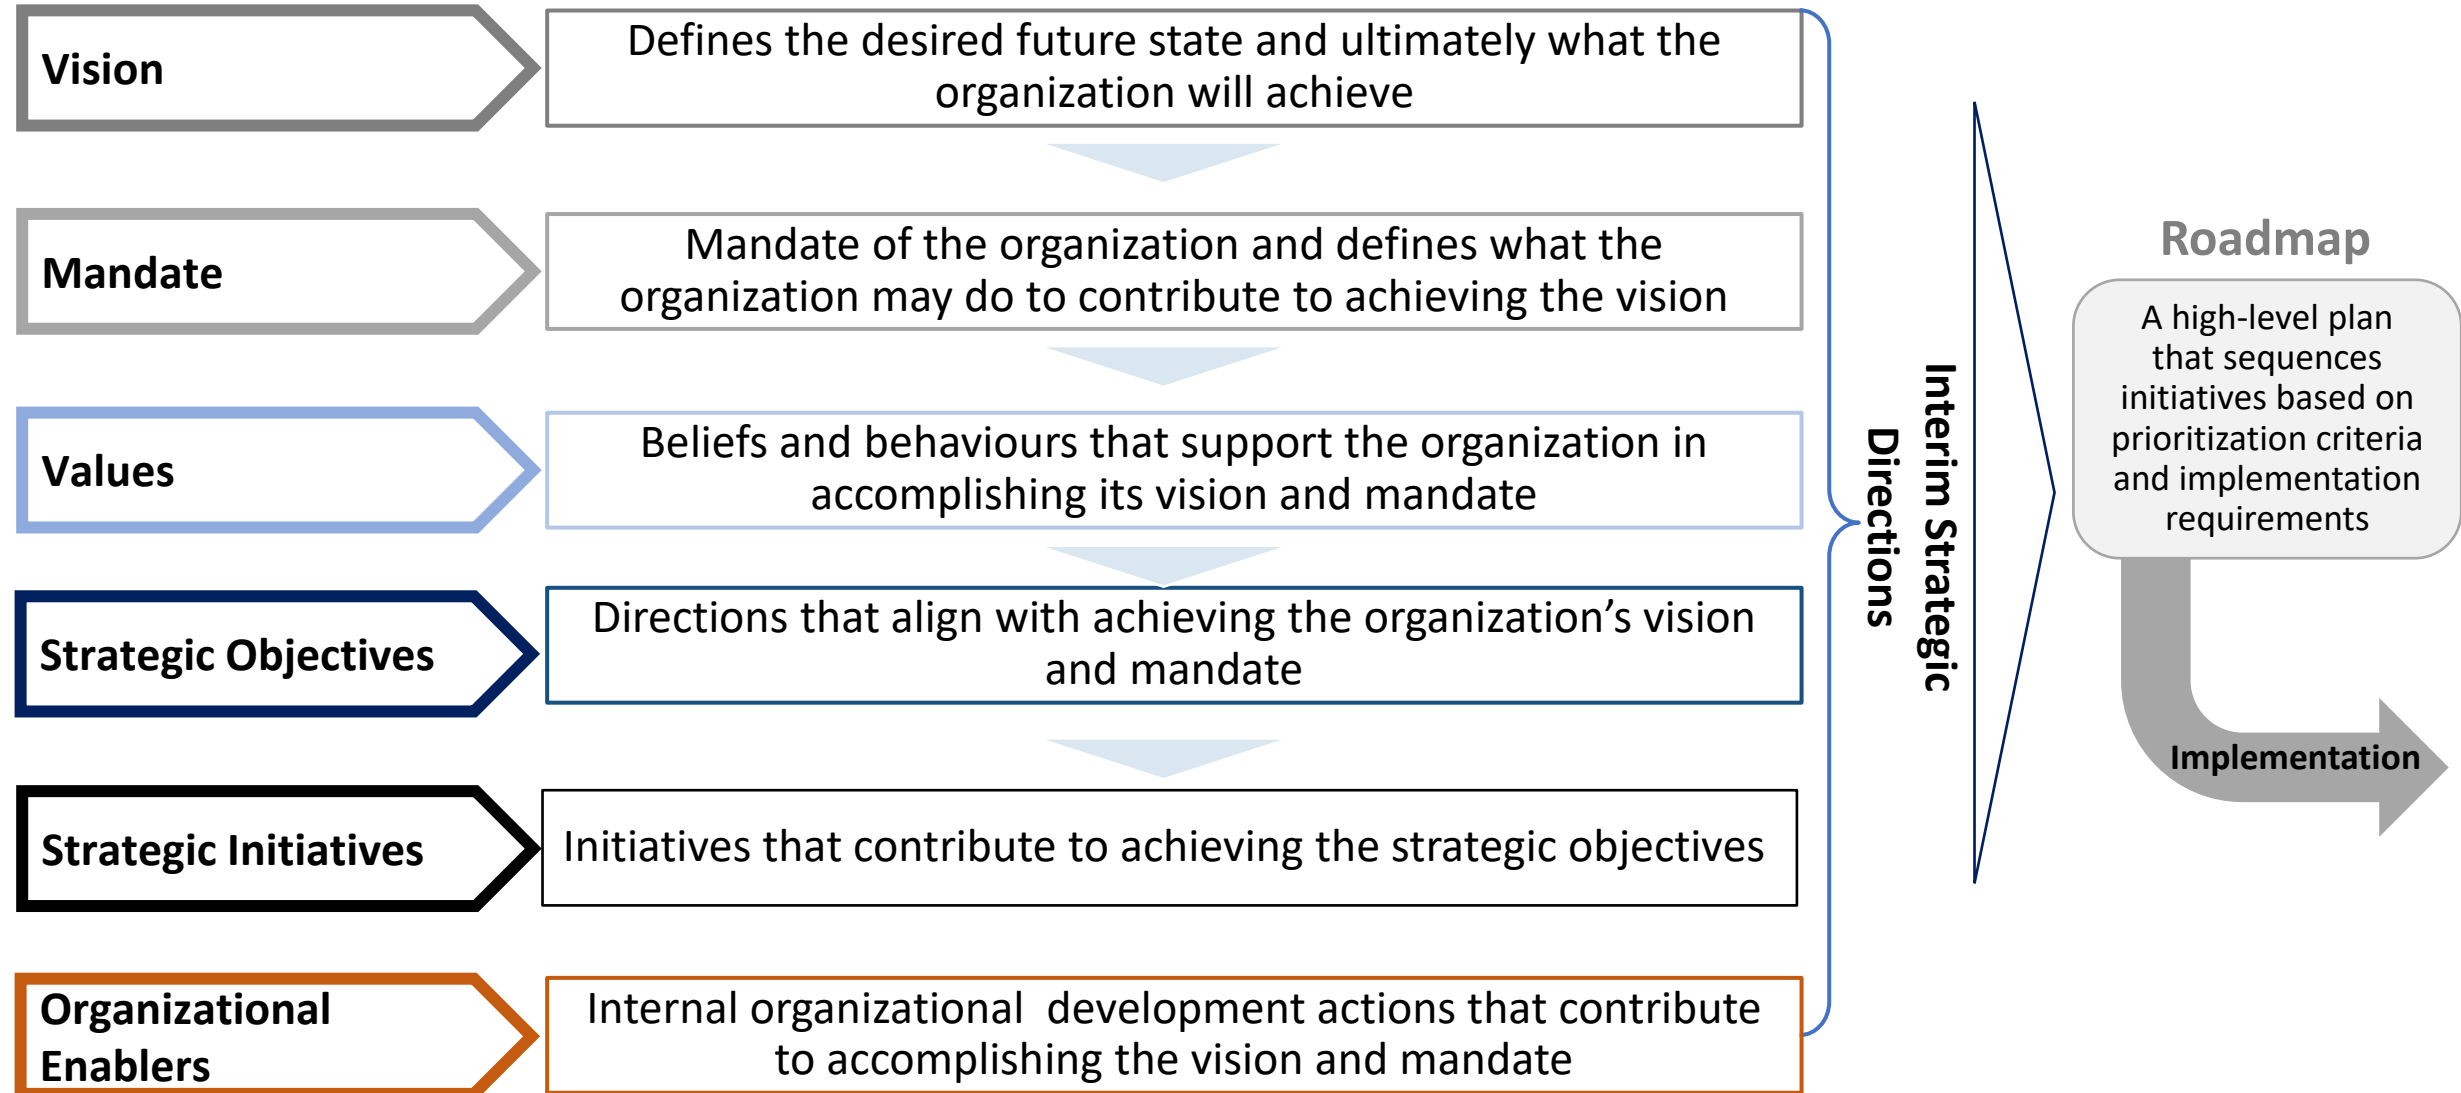 Vision
Defines the desired future state and ultimately what the
organization will achieve
Mandate
Mandate of the organization and defines what the
organization may do to contribute to achieving the vision
Values
Beliefs and behaviours that support the organization in
accomplishing its vision and mandate
Strategic Objectives
Directions that align with achieving the organization’s vision
and mandate
Strategic Initiatives
Initiatives that contribute to achieving the strategic objectives
Organizational
Enablers
Internal organizational  development actions that contribute
to accomplishing the vision and mandate
Interim Strategic
Directions
Roadmap
A high-level plan
that sequences
initiatives based on
prioritization criteria
and implementation
requirements
Implementation